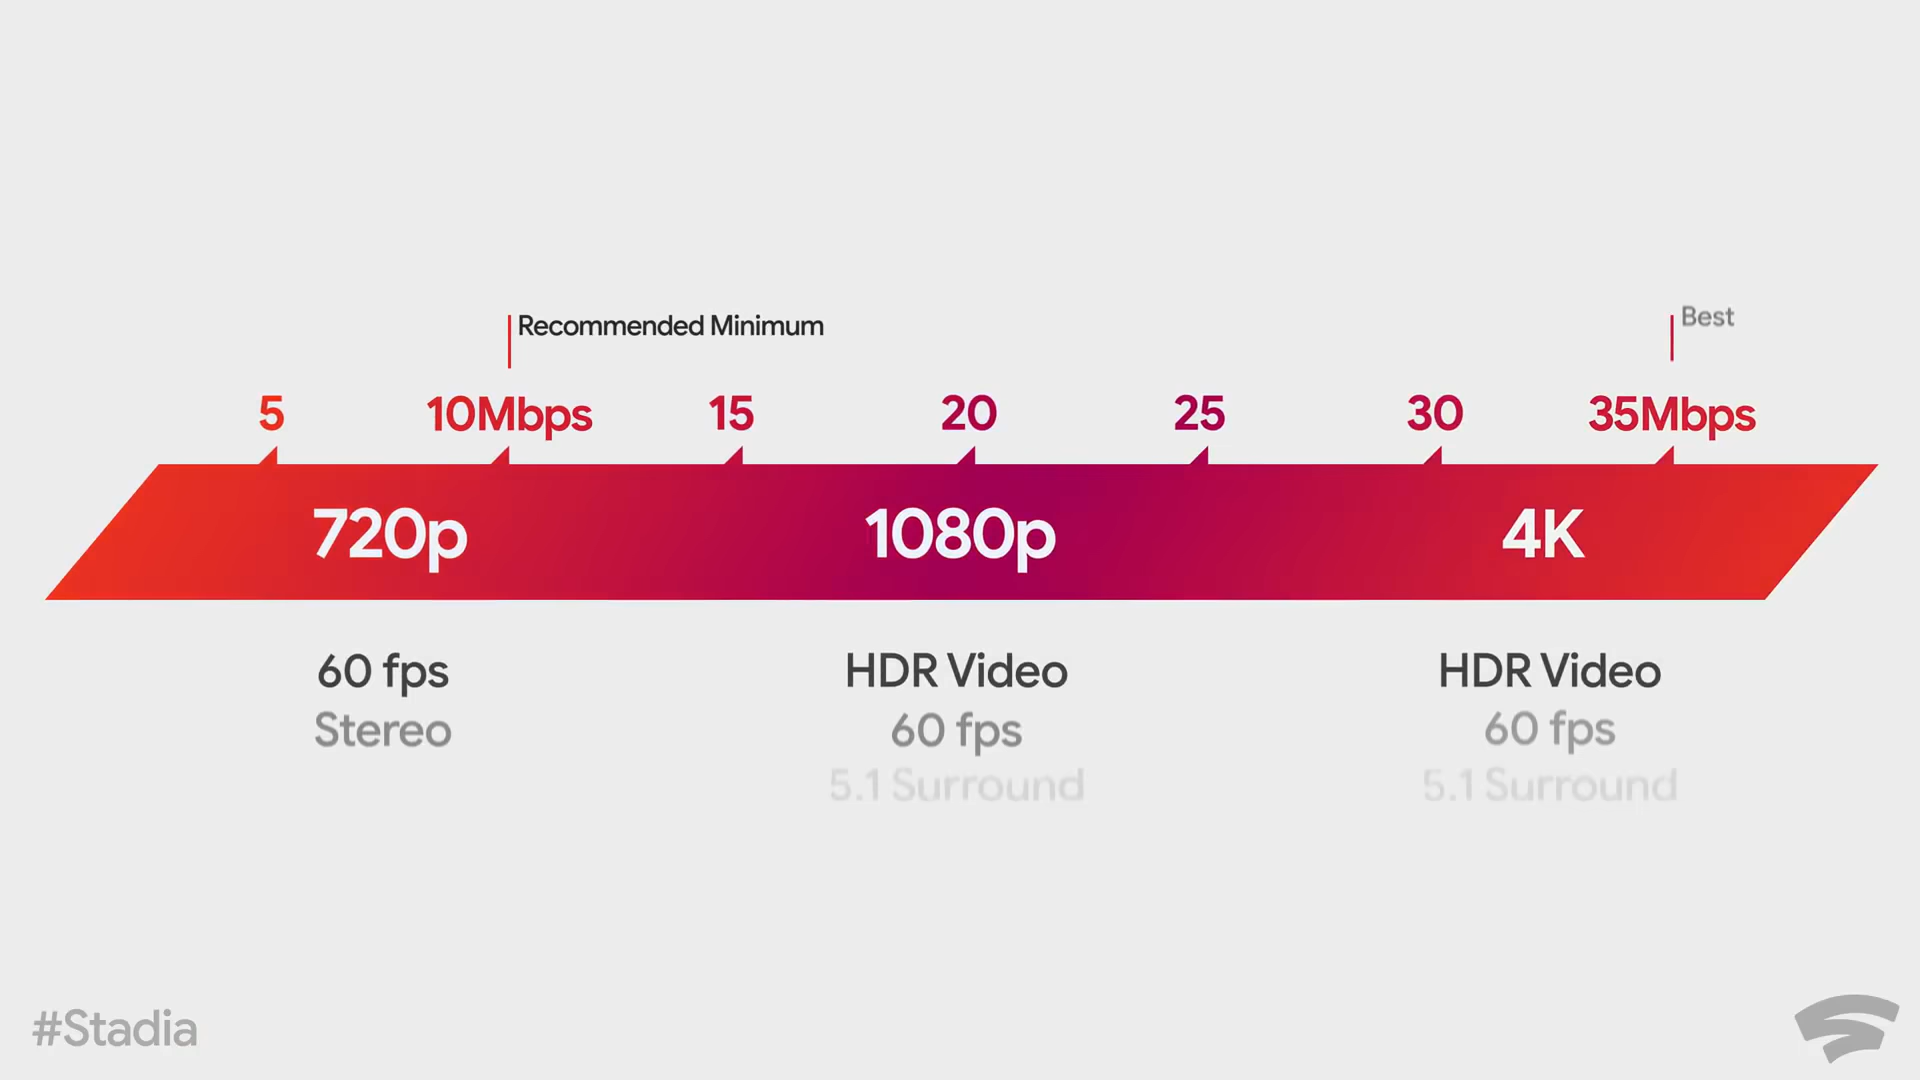 Recommended Minimum
Best
5 10Mbps 15 20 25 30 35Mbps
720p 1080p 4K
60 fps HDR Video HDR Video
Stereo 60 fps 60 fps
5.1 Surround 5.1 Surround
#Stadia